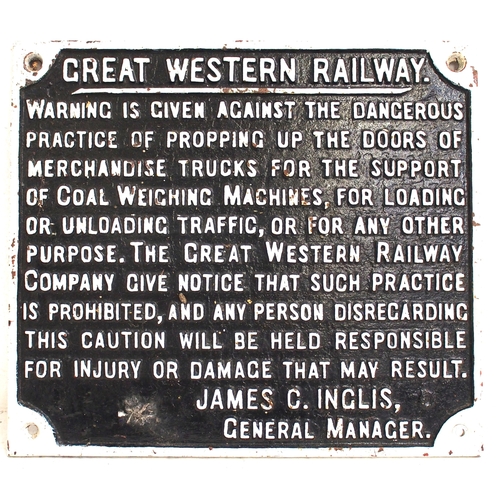 GREAT WESTERN RAILWAY.
WARNING IS GIVEN AGAINST THE DANGEROUS
PRACTICE OF PROPPING UP THE DOORS OF
MERCHANDISE TRUCKS FOR THE SUPPORT
OF COAL WEIGHING MACHINES, FOR LOADING
OR UNLOADING TRAFFIC, OR FOR ANY OTHER
PURPOSE. THE GREAT WESTERN RAILWAY
COMPANY GIVE NOTICE THAT SUCH PRACTICE
IS PROHIBITED, AND ANY PERSON DISREGARDING
THIS CAUTION WILL BE HELD RESPONSIBLE
FOR INJURY OR DAMAGE THAT MAY RESULT.
JAMES C. INGLIS,
GENERAL MANAGER.